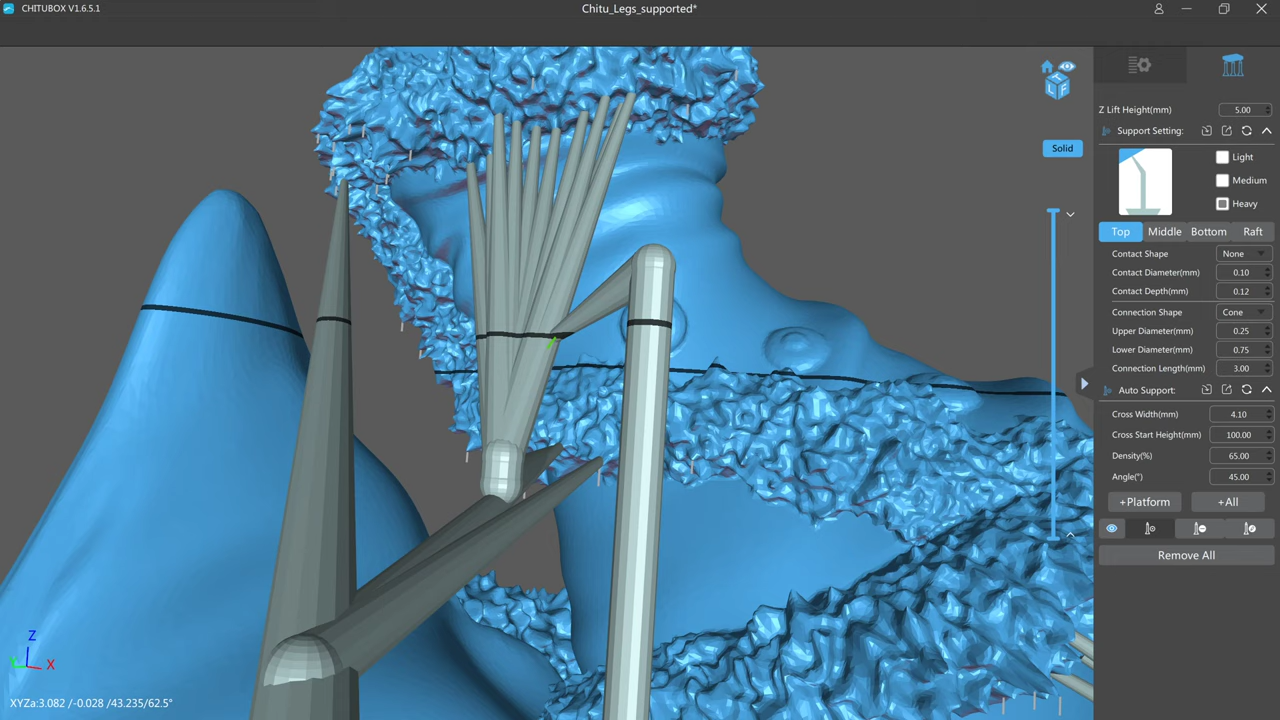 CHITUBOX V1.6.5.1
Chitu_Legs_supported*
Z Lift Height(mm) 5.00
Support Setting:
Light
Medium
Heavy
Top Middle Bottom Raft
Contact Shape None
Contact Diameter(mm) 0.10
Contact Depth(mm) 0.12
Connection Shape Cone
Upper Diameter(mm) 0.25
Lower Diameter(mm) 0.75
Connection Length(mm) 3.00
Auto Support:
Cross Width(mm) 4.10
Cross Start Height(mm) 100.00
Density(%) 65.00
Angle(°) 45.00
+Platform +All
Remove All
Solid
T
L F
Z
Y X
XYZa:3.082 /-0.028 /43.235/62.5°